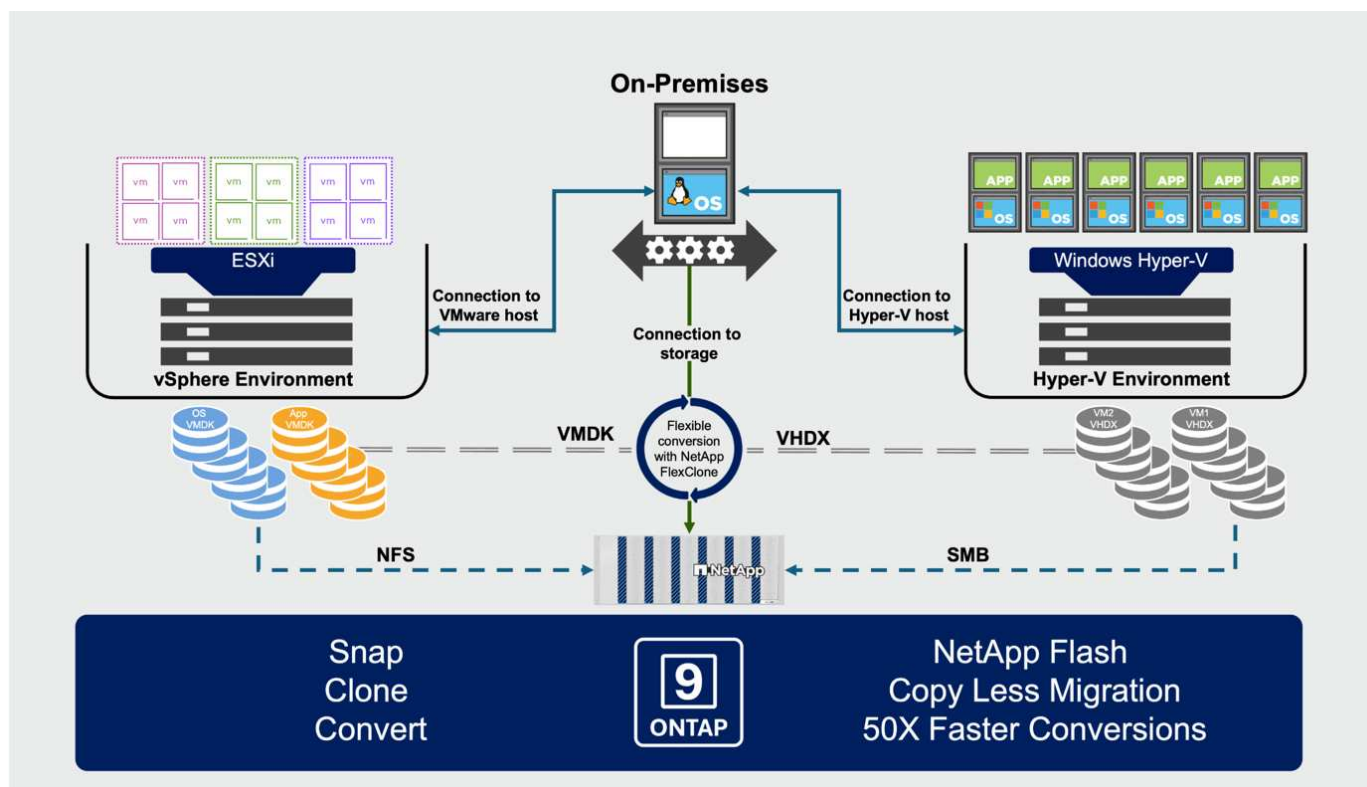 On-Premises
vm vm vm vm vm vm
vm vm vm vm vm vm
OS
APP APP APP APP APP APP
OS OS OS OS OS OS
ESXi
Windows Hyper-V
Connection to
VMware host
Connection to
Hyper-V host
Connection to
storage
vSphere Environment
Hyper-V Environment
OS
VMDK
App
VMDK
VMDK
Flexible
conversion
with NetApp
FlexClone
VHDX
VM2
VHDX
VM1
VHDX
NFS
SMB
NetApp
Snap
Clone
Convert
9
ONTAP
NetApp Flash
Copy Less Migration
50X Faster Conversions